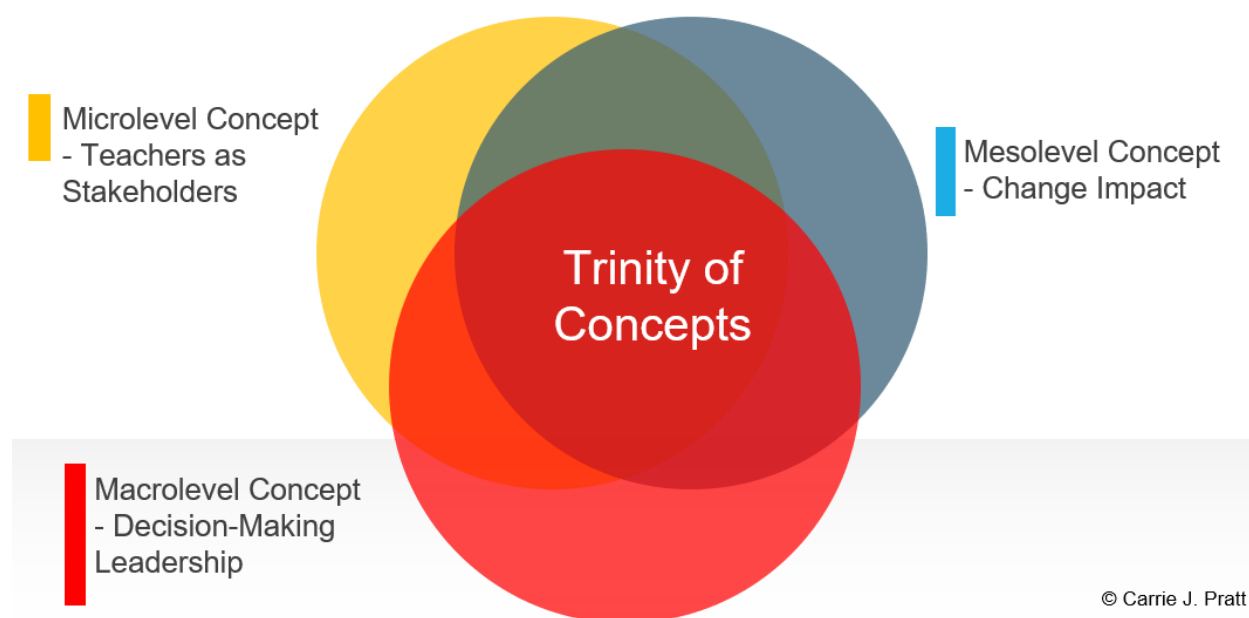 Microlevel Concept
- Teachers as
Stakeholders
Mesolevel Concept
- Change Impact
Trinity of
Concepts
Macrolevel Concept
- Decision-Making
Leadership
© Carrie J. Pratt